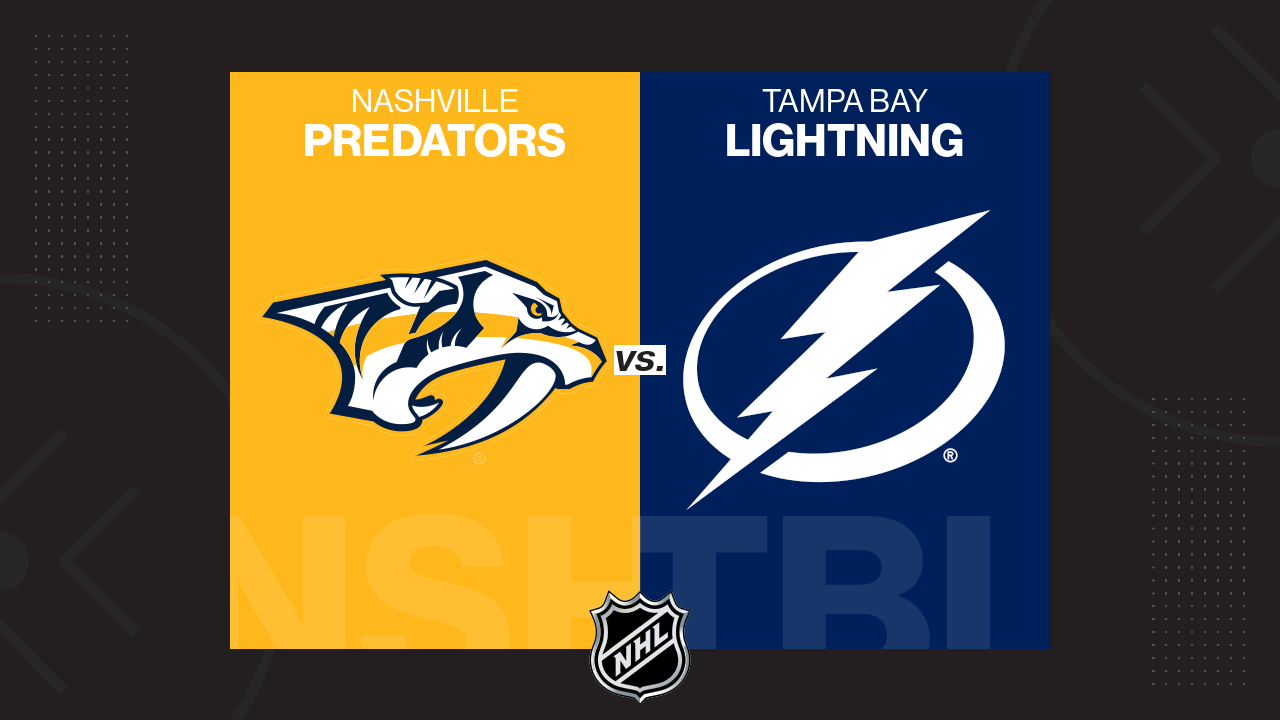 NASHVILLE
PREDATORS
TAMPA BAY
LIGHTNING
vs.
®
®
NSH
TBL
NHL